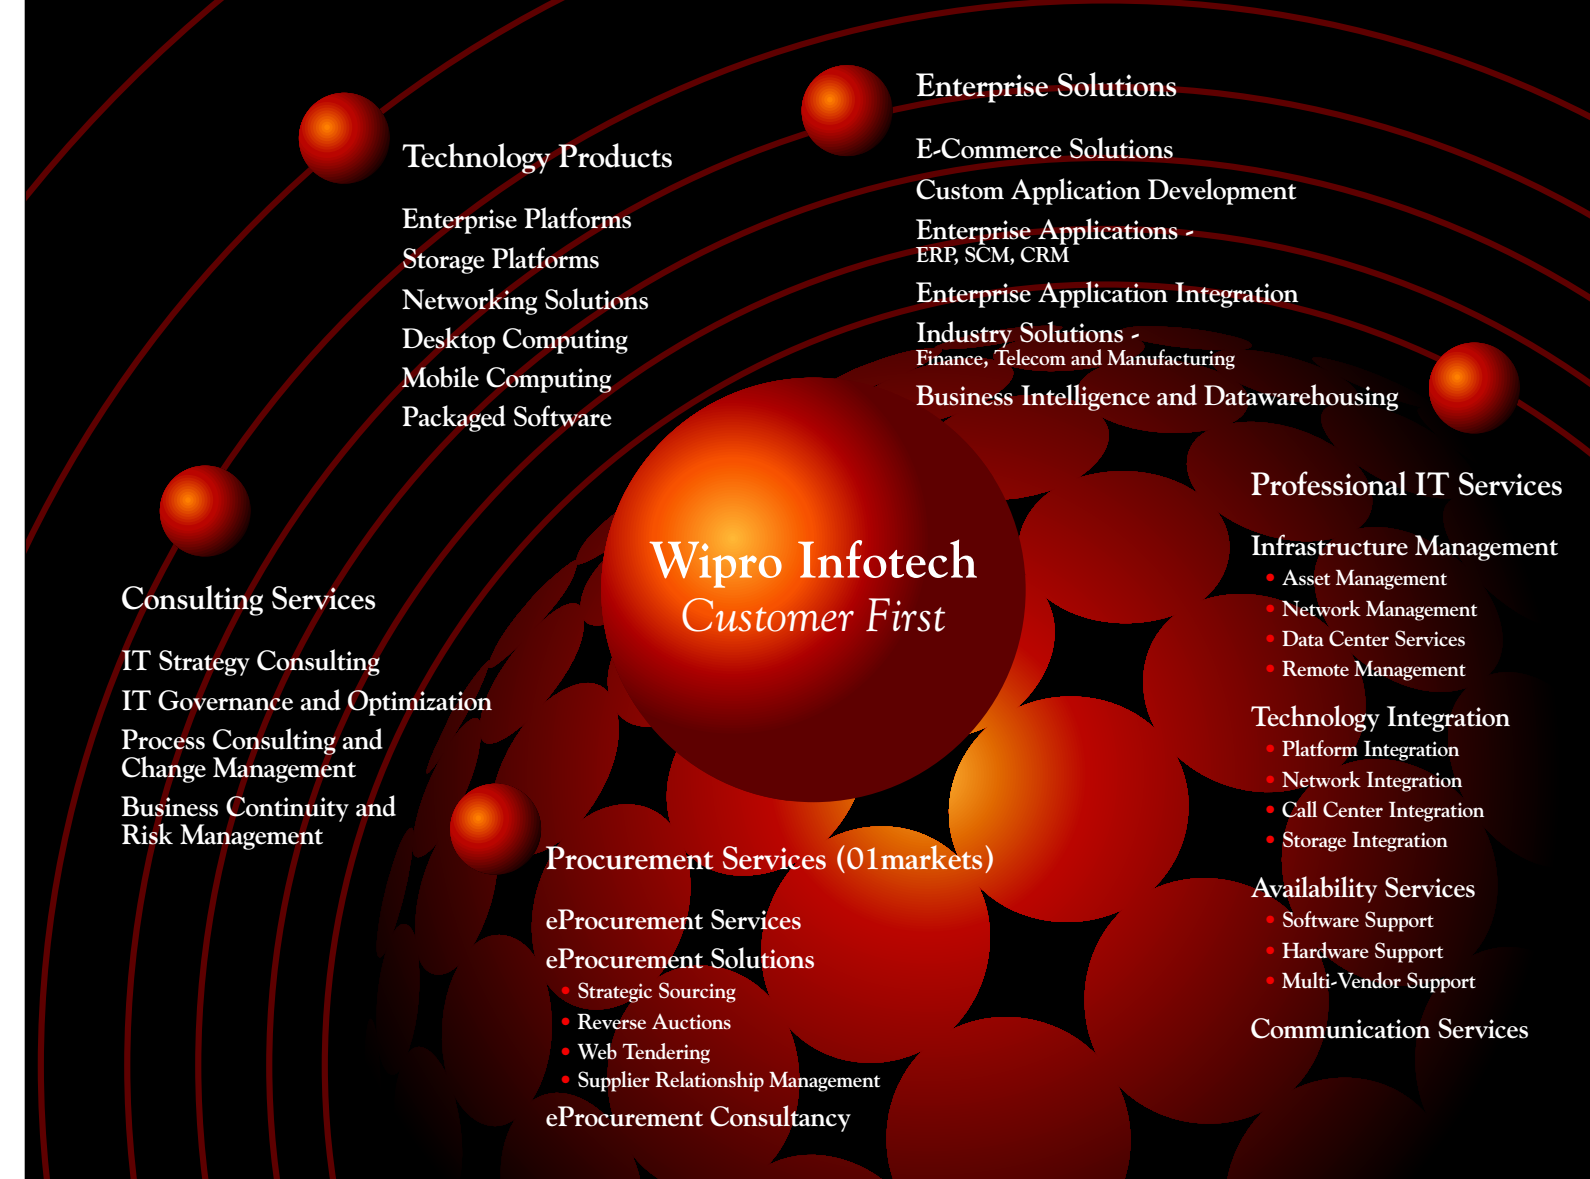 Technology Products
Enterprise Platforms
Storage Platforms
Networking Solutions
Desktop Computing
Mobile Computing
Packaged Software
Enterprise Solutions
E-Commerce Solutions
Custom Application Development
Enterprise Applications -
ERP, SCM, CRM
Enterprise Application Integration
Industry Solutions -
Finance, Telecom and Manufacturing
Business Intelligence and Datawarehousing
Wipro Infotech
Customer First
Consulting Services
IT Strategy Consulting
IT Governance and Optimization
Process Consulting and
Change Management
Business Continuity and
Risk Management
Procurement Services (01markets)
eProcurement Services
eProcurement Solutions
• Strategic Sourcing
• Reverse Auctions
• Web Tendering
• Supplier Relationship Management
eProcurement Consultancy
Professional IT Services
Infrastructure Management
• Asset Management
• Network Management
• Data Center Services
• Remote Management
Technology Integration
• Platform Integration
• Network Integration
• Call Center Integration
• Storage Integration
Availability Services
• Software Support
• Hardware Support
• Multi-Vendor Support
Communication Services